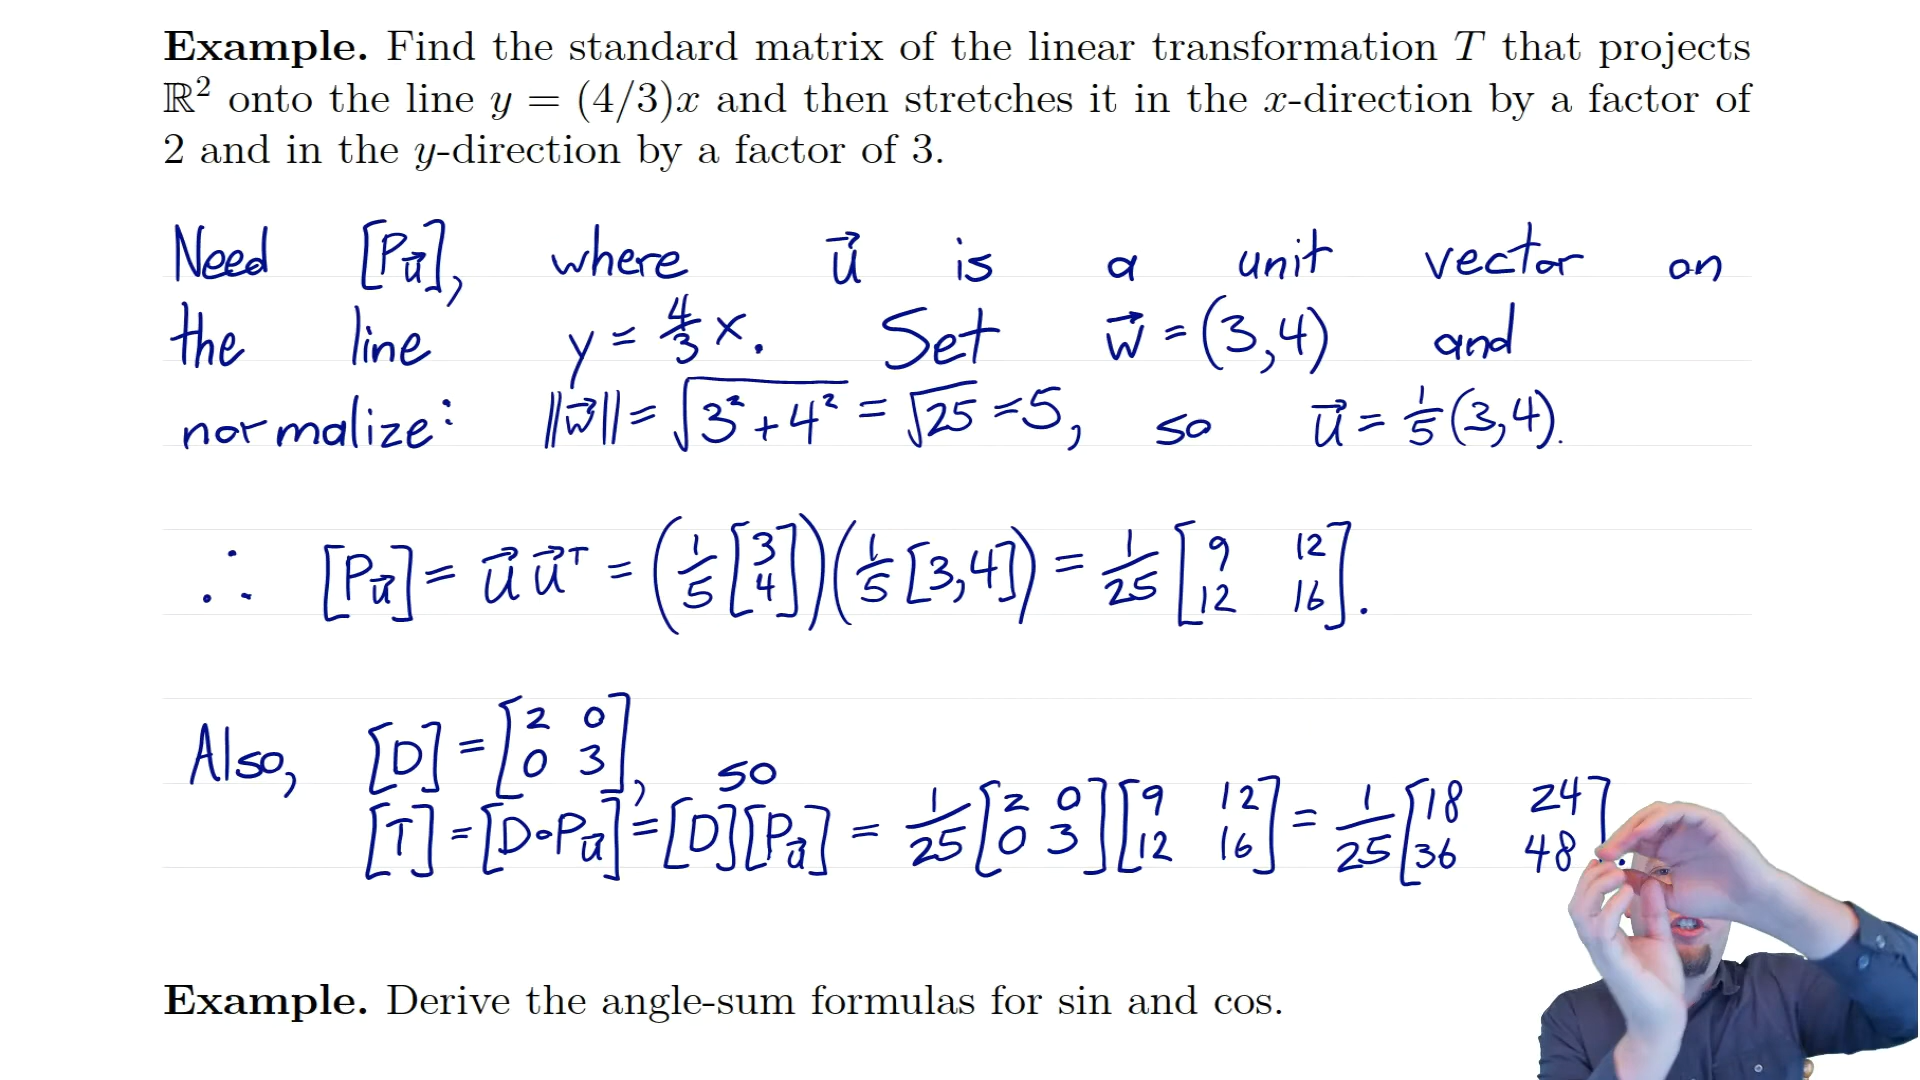 Example. Find the standard matrix of the linear transformation T that projects
ℝ² onto the line y = (4/3)x and then stretches it in the x-direction by a factor of
2 and in the y-direction by a factor of 3.
Need [P_u⃗], where u⃗ is a unit vector on
the line y = 4/3 x. Set w⃗ = (3,4) and
normalize: ‖w⃗‖ = √(3² + 4²) = √25 = 5, so u⃗ = 1/5 (3,4).
∴ [P_u⃗] = u⃗ u⃗ᵀ = (1/5 [3; 4])(1/5 [3,4]) = 1/25 [9 12; 12 16].
Also, [D] = [2 0; 0 3], so
[T] = [D∘P_u⃗] = [D][P_u⃗] = 1/25 [2 0; 0 3][9 12; 12 16] = 1/25 [18 24; 36 48].
Example. Derive the angle-sum formulas for sin and cos.